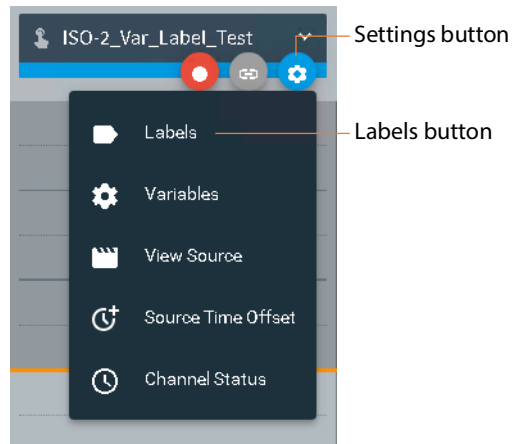 ISO-2_Var_Label_Test
Settings button
Labels
Labels button
Variables
View Source
Source Time Offset
Channel Status